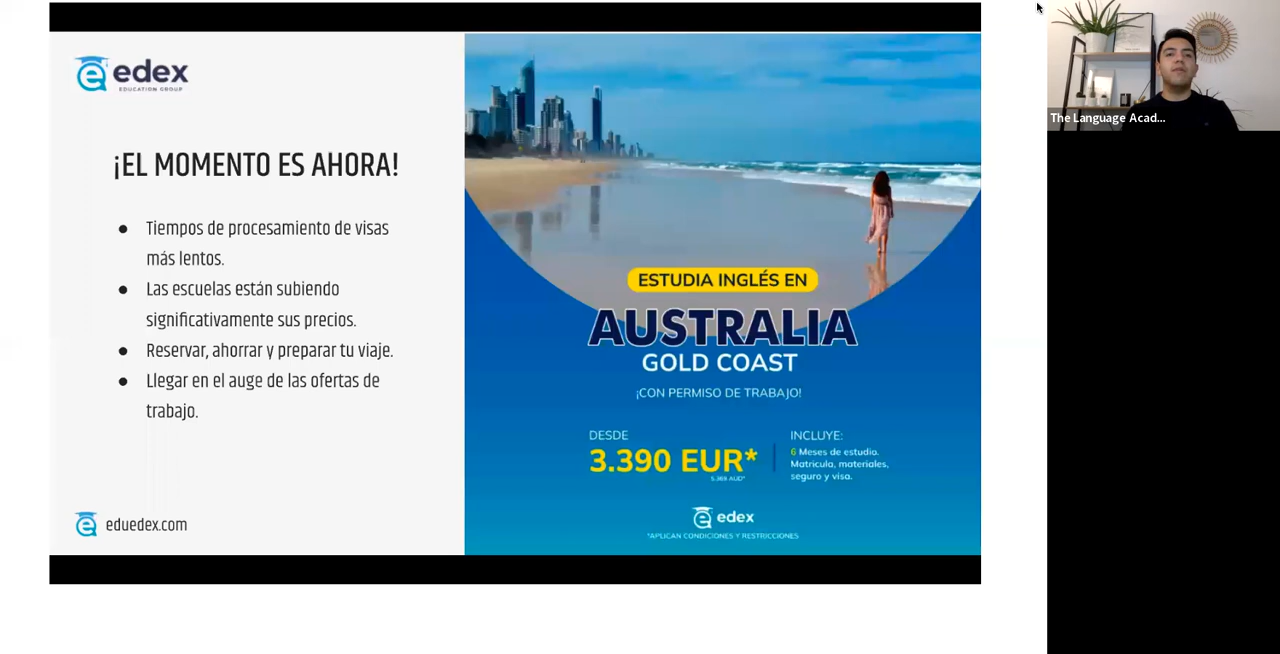 edex
EDUCATION GROUP
¡EL MOMENTO ES AHORA!
● Tiempos de procesamiento de visas
más lentos.
● Las escuelas están subiendo
significativamente sus precios.
● Reservar, ahorrar y preparar tu viaje.
● Llegar en el auge de las ofertas de
trabajo.
eduedex.com
ESTUDIA INGLÉS EN
AUSTRALIA
GOLD COAST
¡CON PERMISO DE TRABAJO!
DESDE
3.390 EUR*
INCLUYE:
6 Meses de estudio.
Matricula, materiales,
seguro y visa.
edex
*APLICAN CONDICIONES Y RESTRICCIONES
The Language Acad...